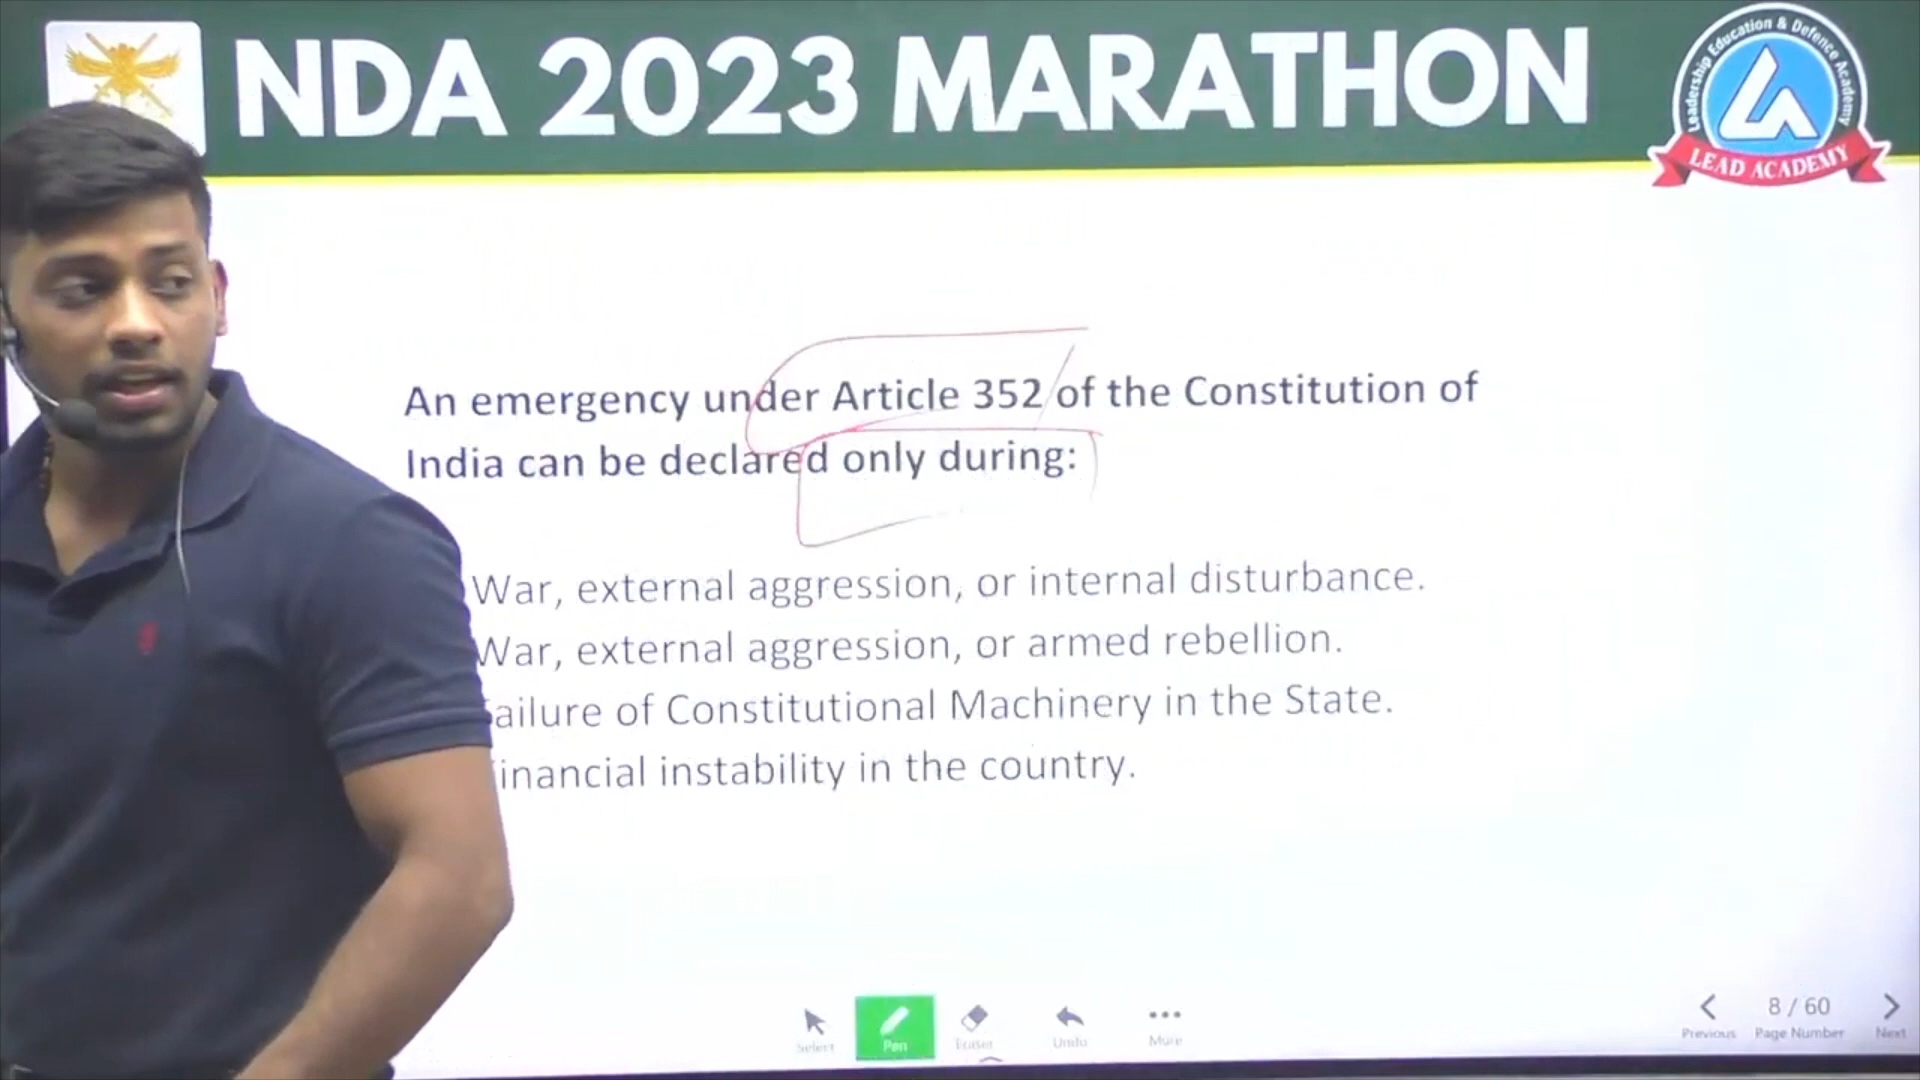 NDA 2023 MARATHON
Leadership Education & Defence Academy
LEAD ACADEMY
An emergency under Article 352 of the Constitution of
India can be declared only during:
War, external aggression, or internal disturbance.
War, external aggression, or armed rebellion.
ailure of Constitutional Machinery in the State.
inancial instability in the country.
Select Pen Eraser Undo More
8 / 60
Previous Page Number Next